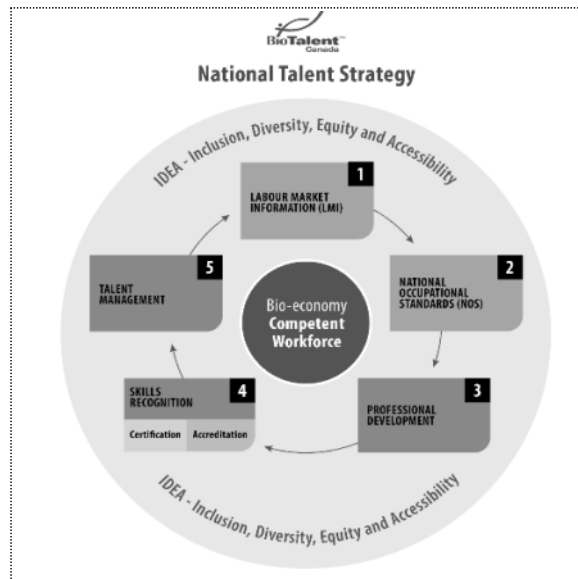 BioTalent™
Canada
National Talent Strategy
IDEA - Inclusion, Diversity, Equity and Accessibility
1
LABOUR MARKET
INFORMATION (LMI)
2
NATIONAL
OCCUPATIONAL
STANDARDS (NOS)
3
PROFESSIONAL
DEVELOPMENT
4
SKILLS
RECOGNITION
Certification
Accreditation
5
TALENT
MANAGEMENT
Bio-economy
Competent
Workforce
IDEA - Inclusion, Diversity, Equity and Accessibility